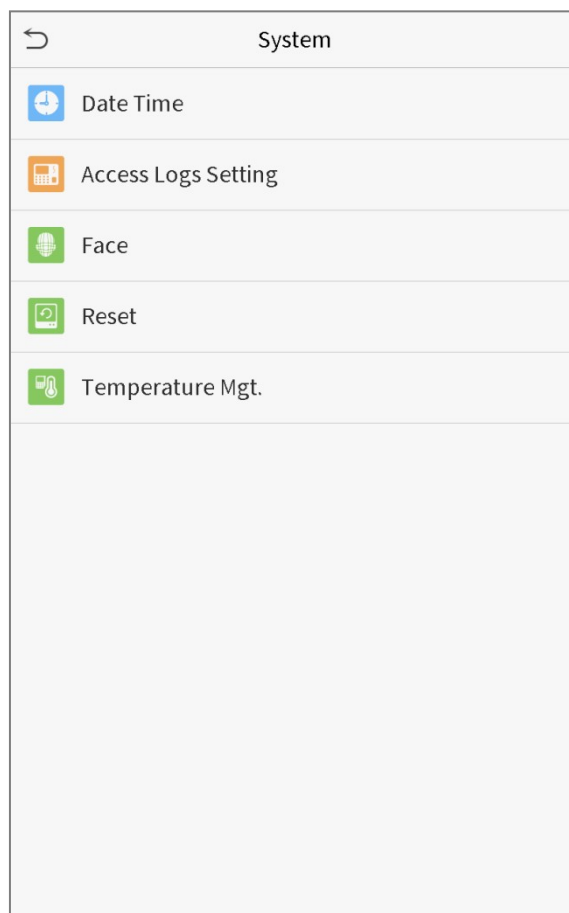 System
Date Time
Access Logs Setting
Face
Reset
Temperature Mgt.